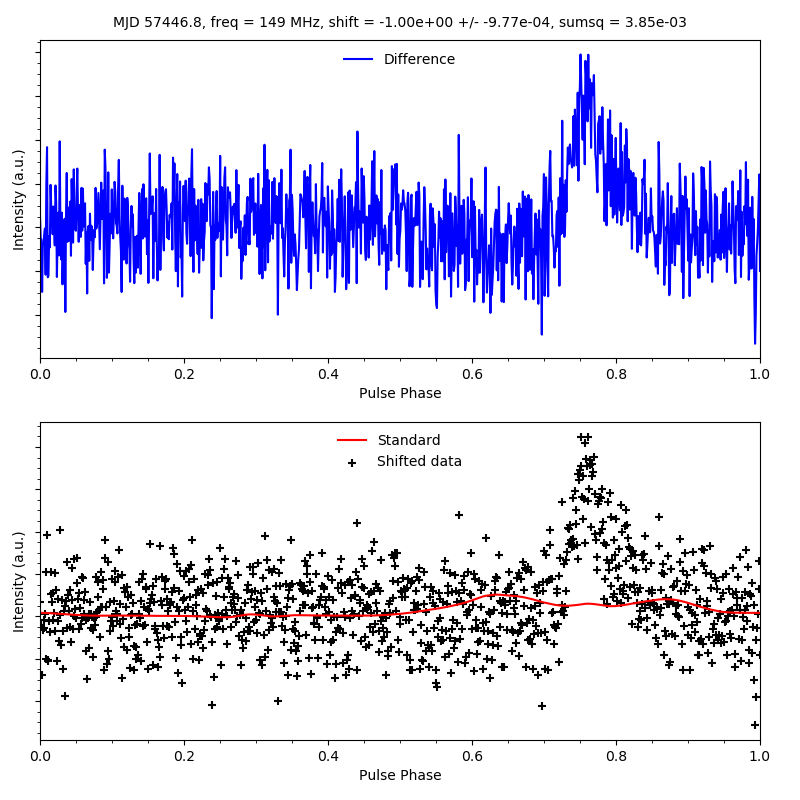 MJD 57446.8, freq = 149 MHz, shift = -1.00e+00 +/- -9.77e-04, sumsq = 3.85e-03
Difference
Intensity (a.u.)
0.0 0.2 0.4 0.6 0.8 1.0
Pulse Phase
Standard
Shifted data
Intensity (a.u.)
0.0 0.2 0.4 0.6 0.8 1.0
Pulse Phase